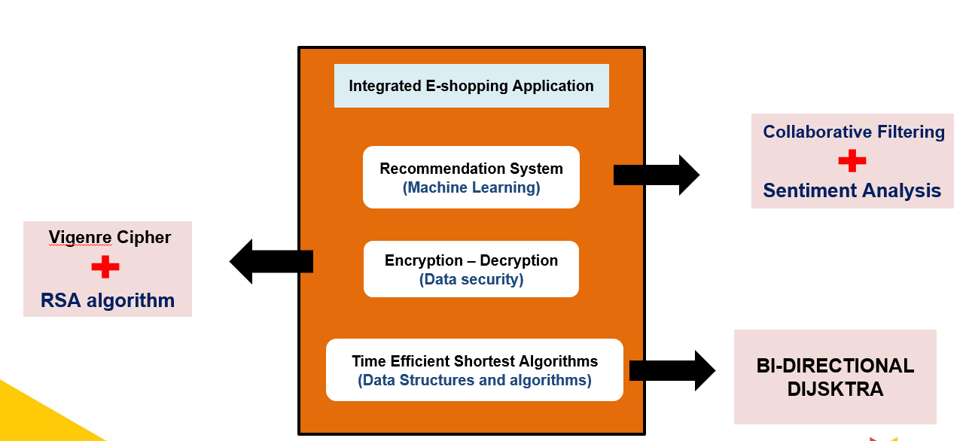 Integrated E-shopping Application
Recommendation System
(Machine Learning)
Collaborative Filtering
Sentiment Analysis
Encryption – Decryption
(Data security)
Vigenre Cipher
RSA algorithm
Time Efficient Shortest Algorithms
(Data Structures and algorithms)
BI-DIRECTIONAL
DIJSKTRA